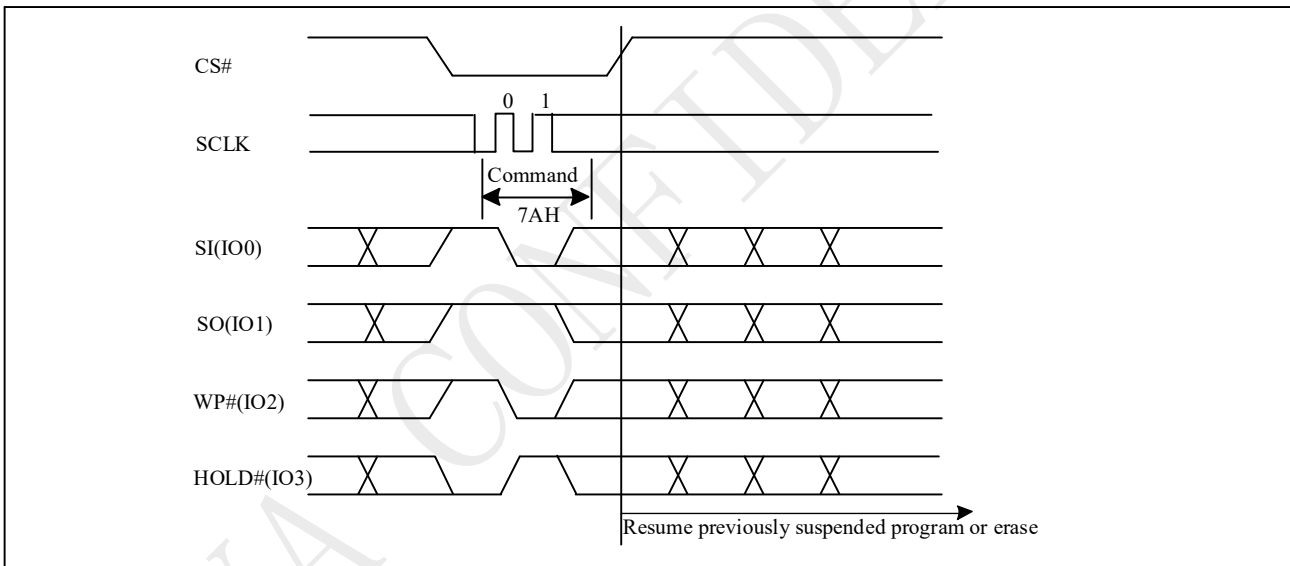 CS#
0 1
SCLK
Command
7AH
SI(IO0)
SO(IO1)
WP#(IO2)
HOLD#(IO3)
Resume previously suspended program or erase